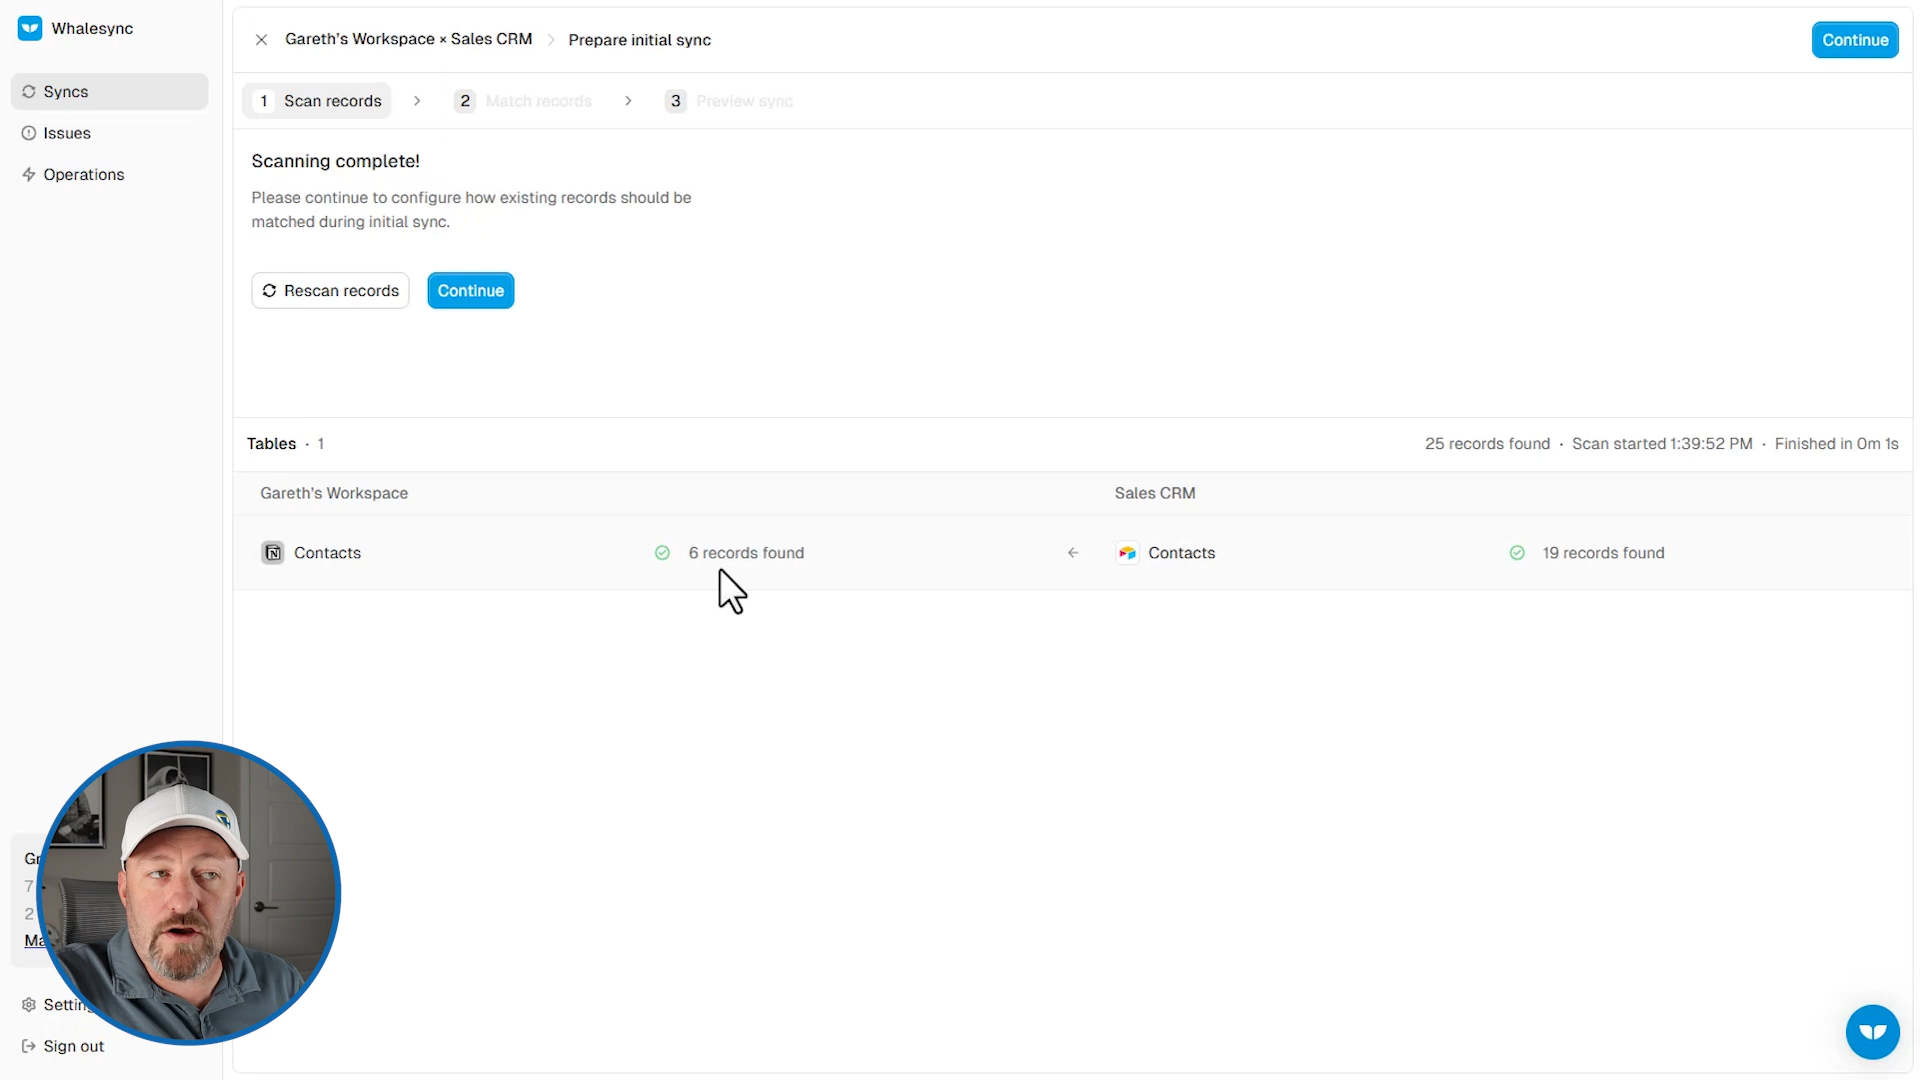 Whalesync
Syncs
Issues
Operations
Gareth's Workspace × Sales CRM
Prepare initial sync
Continue
1 Scan records
2 Match records
3 Preview sync
Scanning complete!
Please continue to configure how existing records should be
matched during initial sync.
Rescan records
Continue
Tables · 1
25 records found · Scan started 1:39:52 PM · Finished in 0m 1s
Gareth's Workspace
Sales CRM
Contacts
6 records found
Contacts
19 records found
Sign out